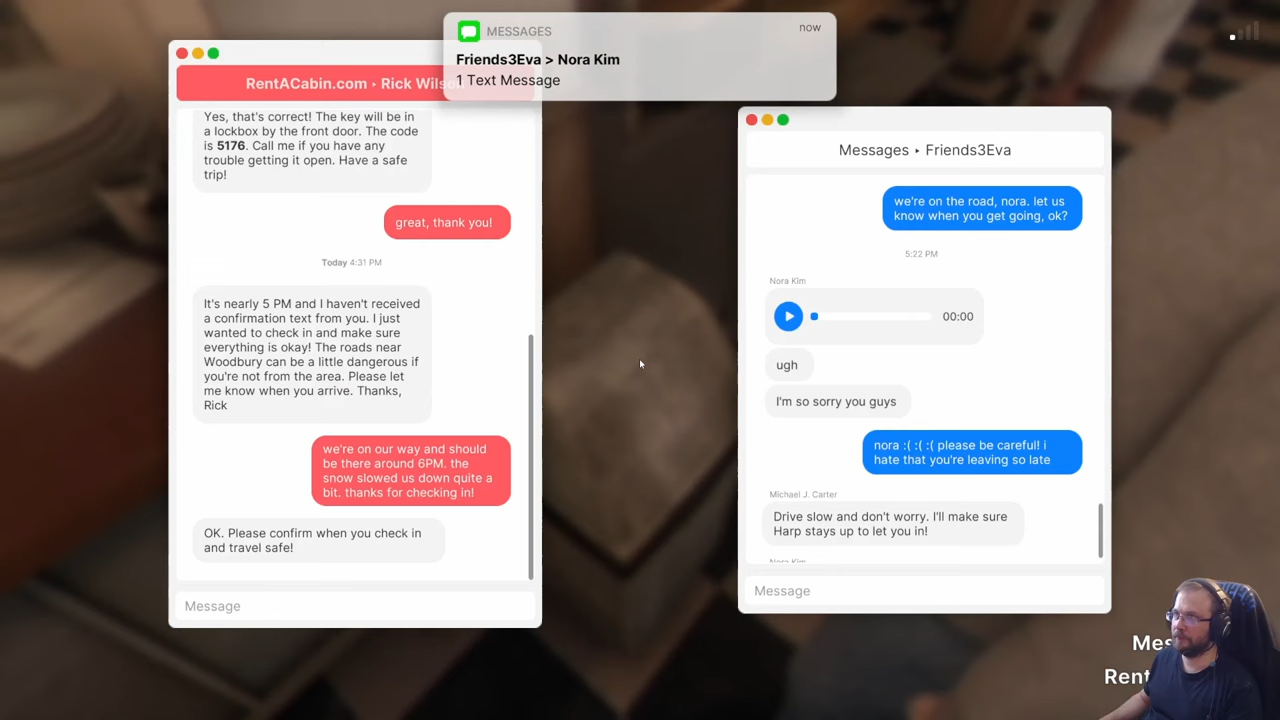 MESSAGES
now
Friends3Eva > Nora Kim
1 Text Message
RentACabin.com ▸ Rick Wilson
Yes, that's correct! The key will be
in a lockbox by the front door. The code
is 5176. Call me if you have any
trouble getting it open. Have a safe
trip!
great, thank you!
Today 4:31 PM
It's nearly 5 PM and I haven't received
a confirmation text from you. I just
wanted to check in and make sure
everything is okay! The roads near
Woodbury can be a little dangerous if
you're not from the area. Please let
me know when you arrive. Thanks,
Rick
we're on our way and should
be there around 6PM. the
snow slowed us down quite a
bit. thanks for checking in!
OK. Please confirm when you check in
and travel safe!
Message
Messages ▸ Friends3Eva
we're on the road, nora. let us
know when you get going, ok?
5:22 PM
Nora Kim
00:00
ugh
I'm so sorry you guys
nora :( :( :( please be careful! i
hate that you're leaving so late
Michael J. Carter
Drive slow and don't worry. I'll make sure
Harp stays up to let you in!
Nora Kim
Message
Mes
Rent